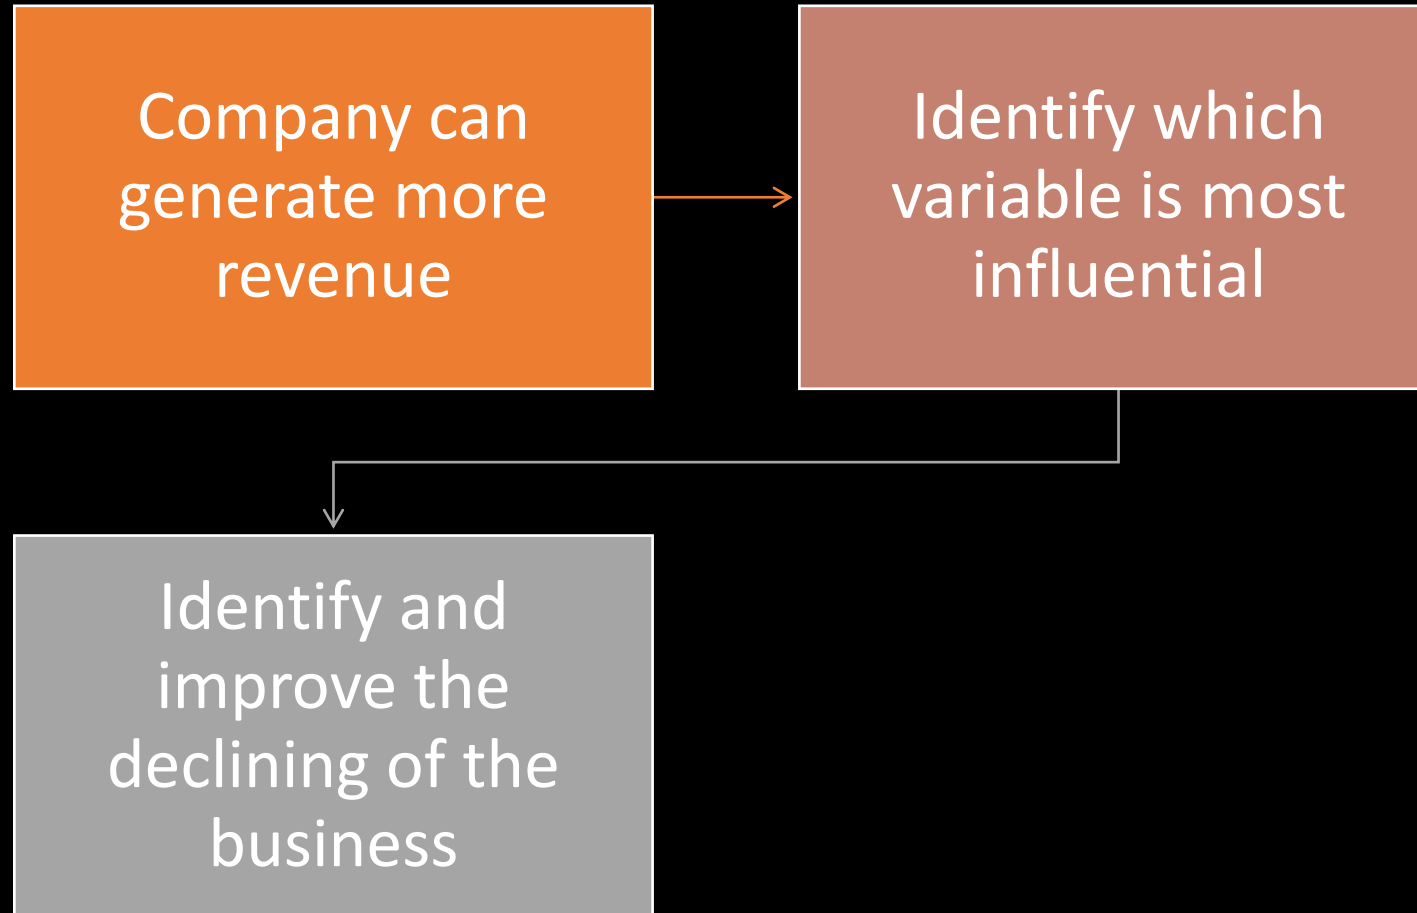 Company can
generate more
revenue
Identify which
variable is most
influential
Identify and
improve the
declining of the
business